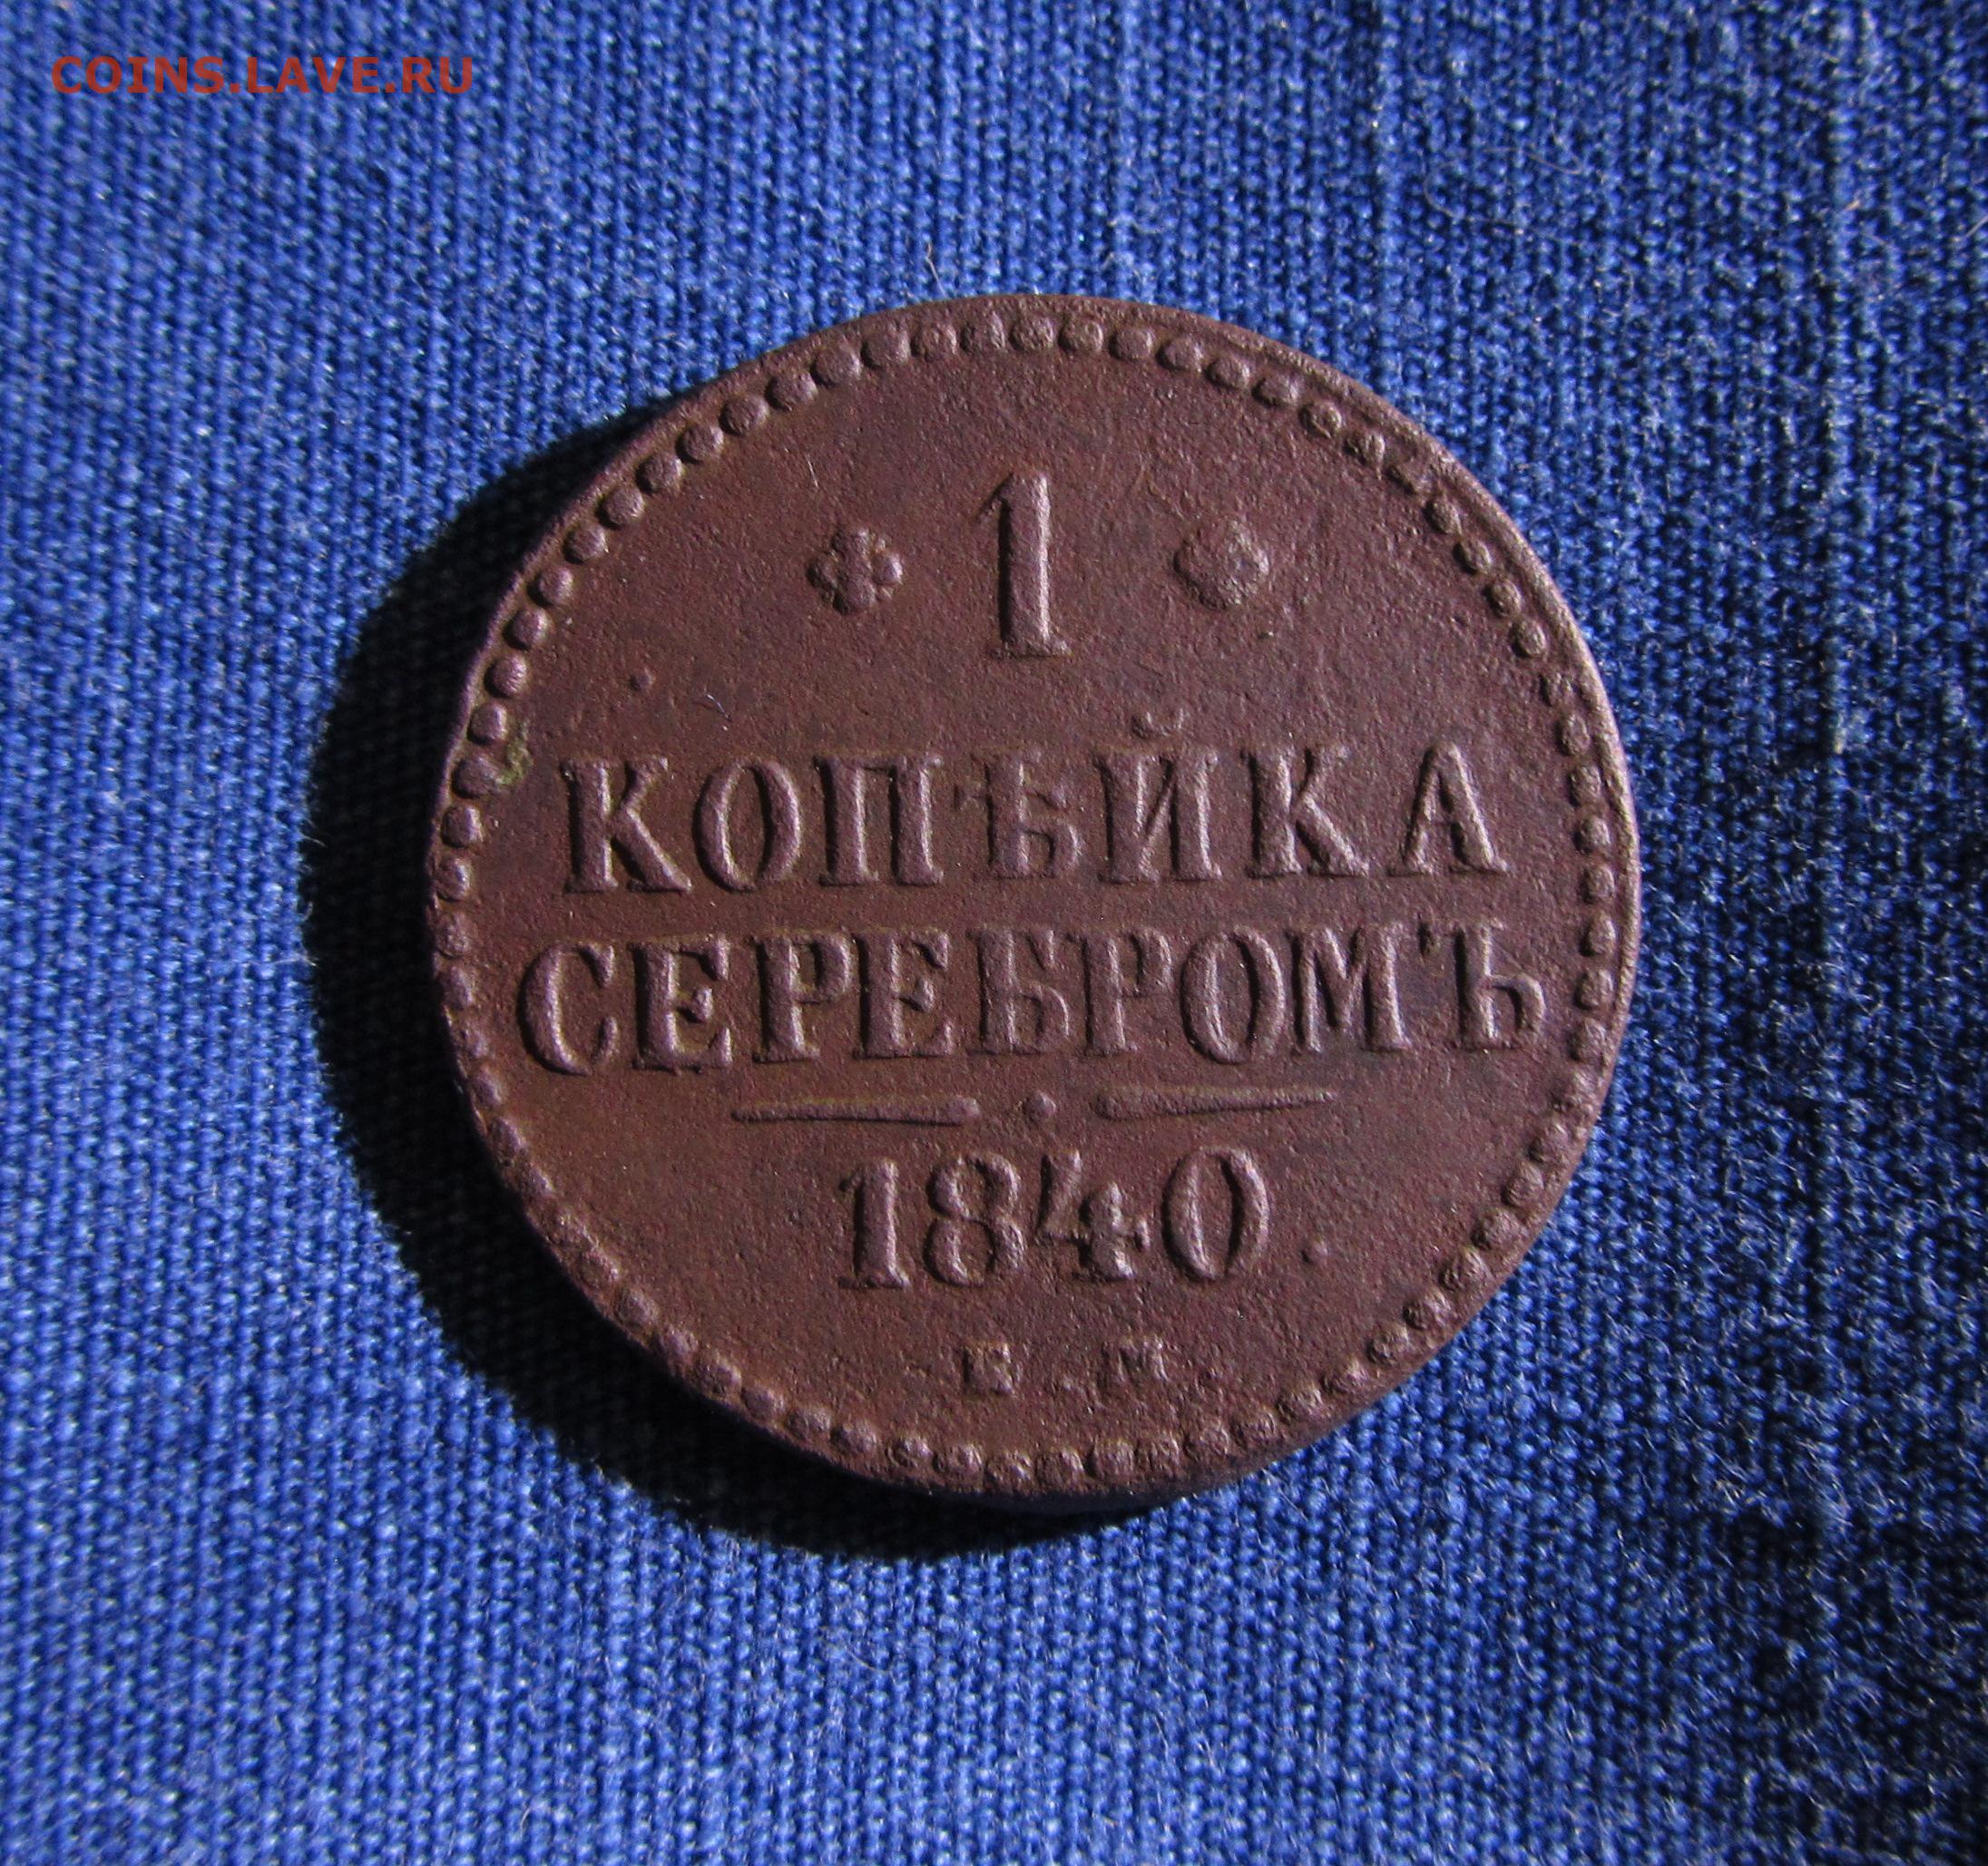 COINS.LAVE.RU
1
КОПѢЙКА
СЕРЕБРОМЪ
1840.
Е.М.